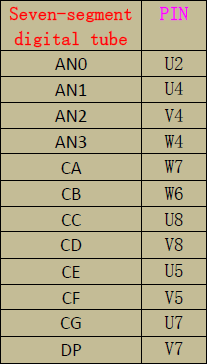 Seven-segment PIN
digital tube
AN0 U2
AN1 U4
AN2 V4
AN3 W4
CA W7
CB W6
CC U8
CD V8
CE U5
CF V5
CG U7
DP V7